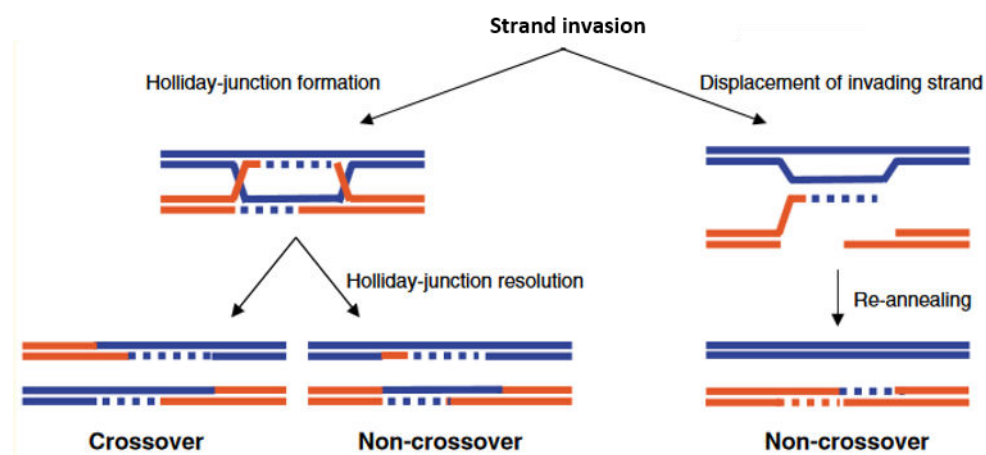 Strand invasion
Holliday-junction formation
Displacement of invading strand
Holliday-junction resolution
Re-annealing
Crossover
Non-crossover
Non-crossover